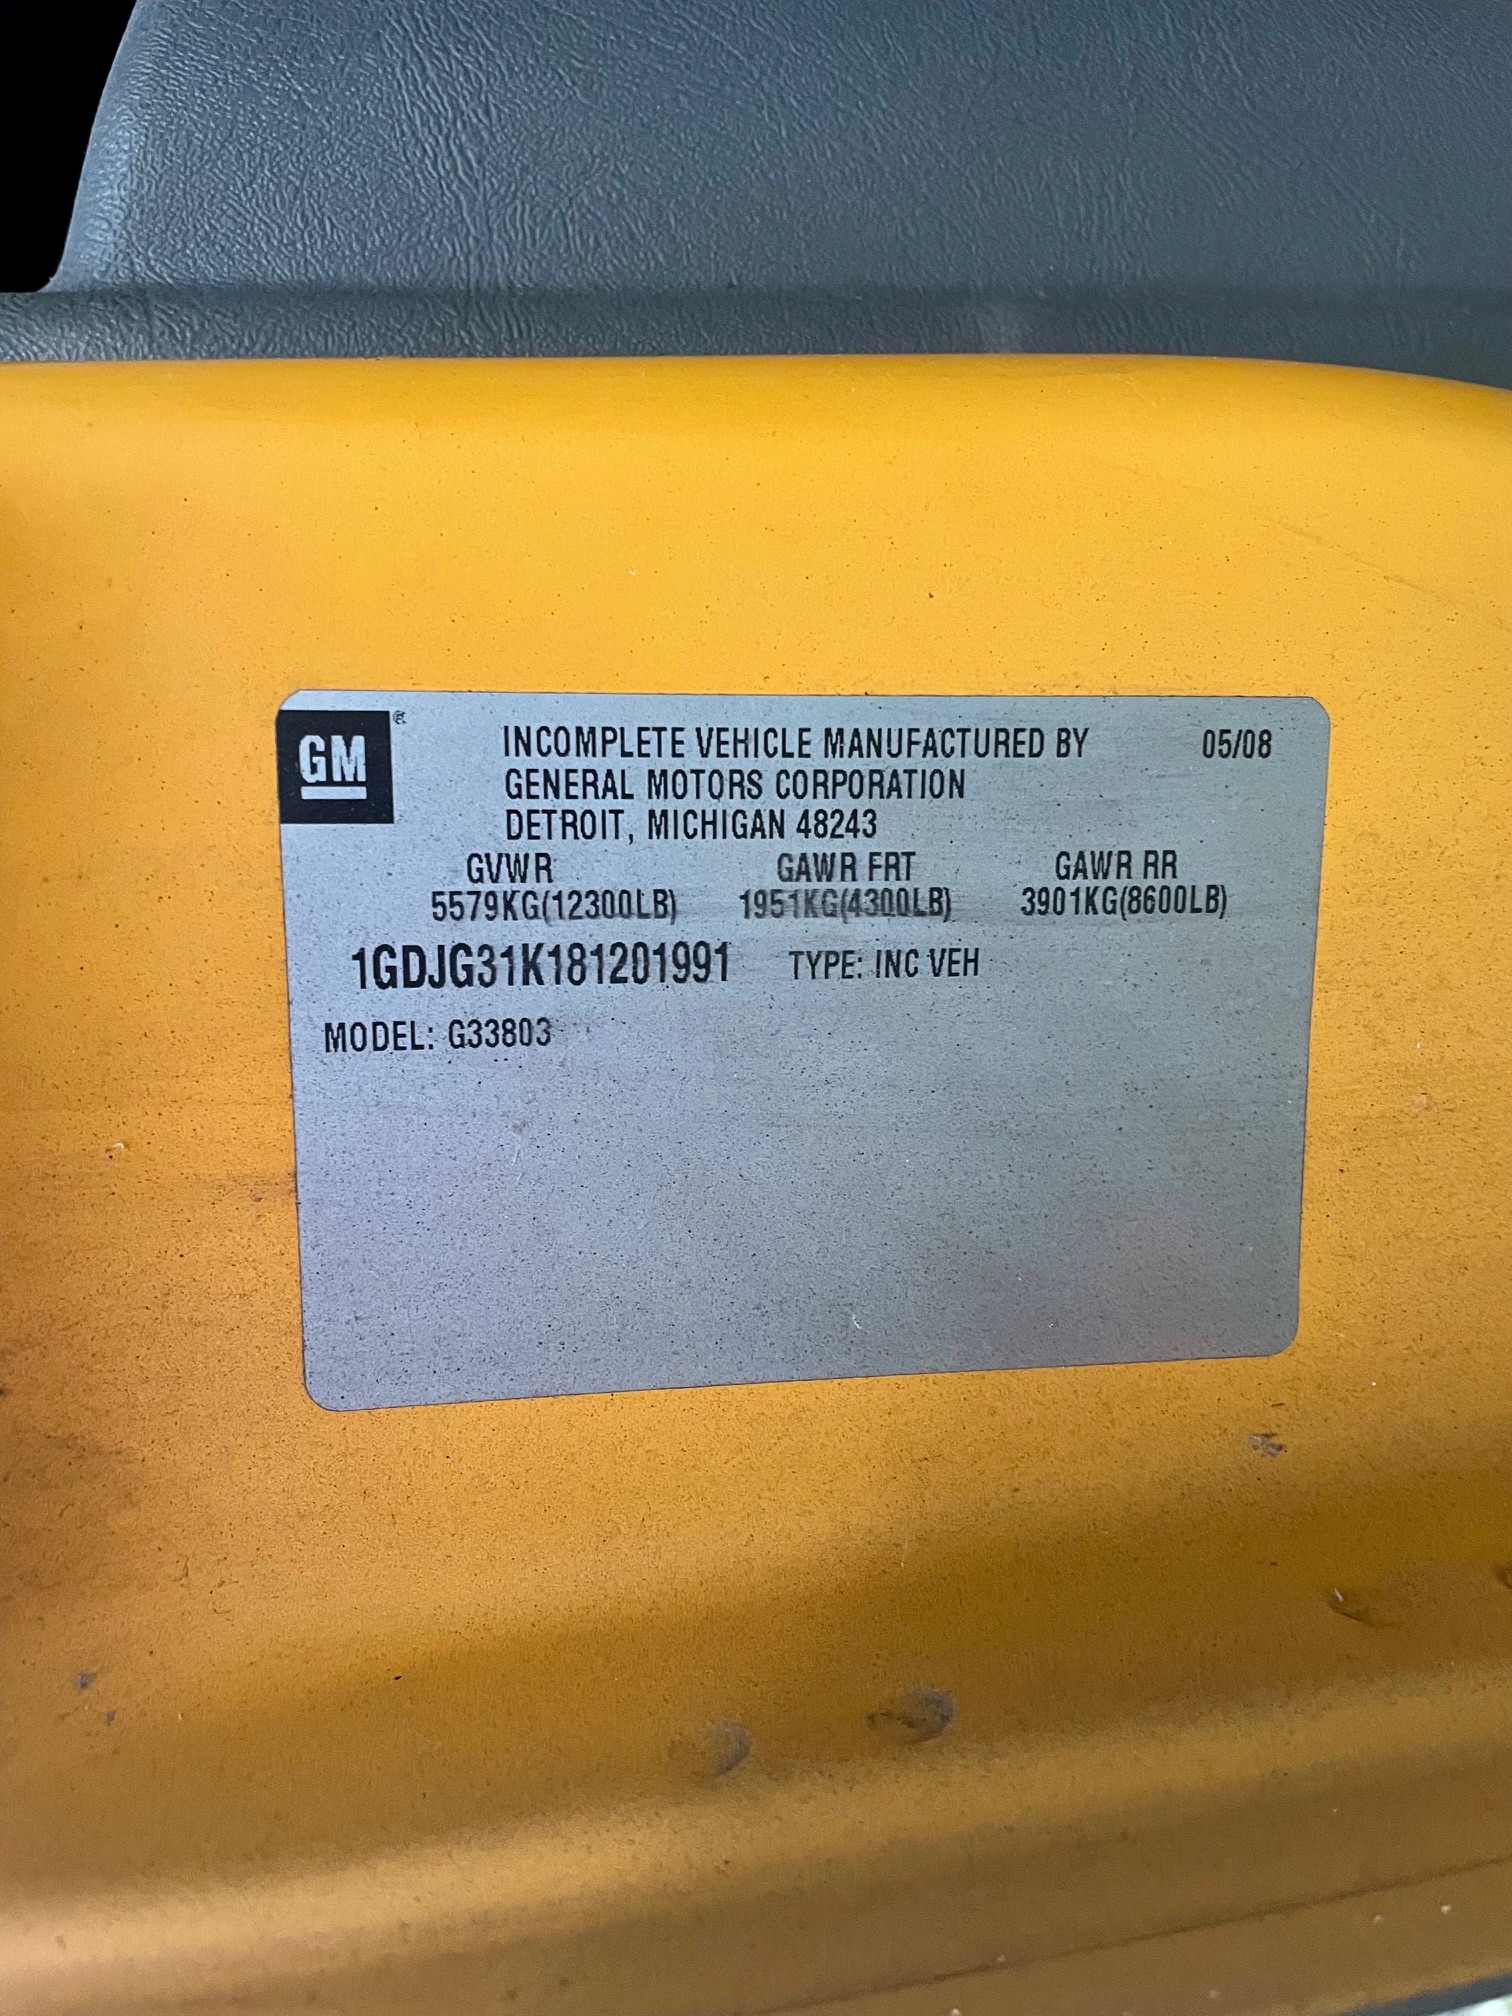 GM®
INCOMPLETE VEHICLE MANUFACTURED BY 05/08
GENERAL MOTORS CORPORATION
DETROIT, MICHIGAN 48243
GVWR GAWR FRT GAWR RR
5579KG(12300LB) 1951KG(4300LB) 3901KG(8600LB)
1GDJG31K181201991 TYPE: INC VEH
MODEL: G33803